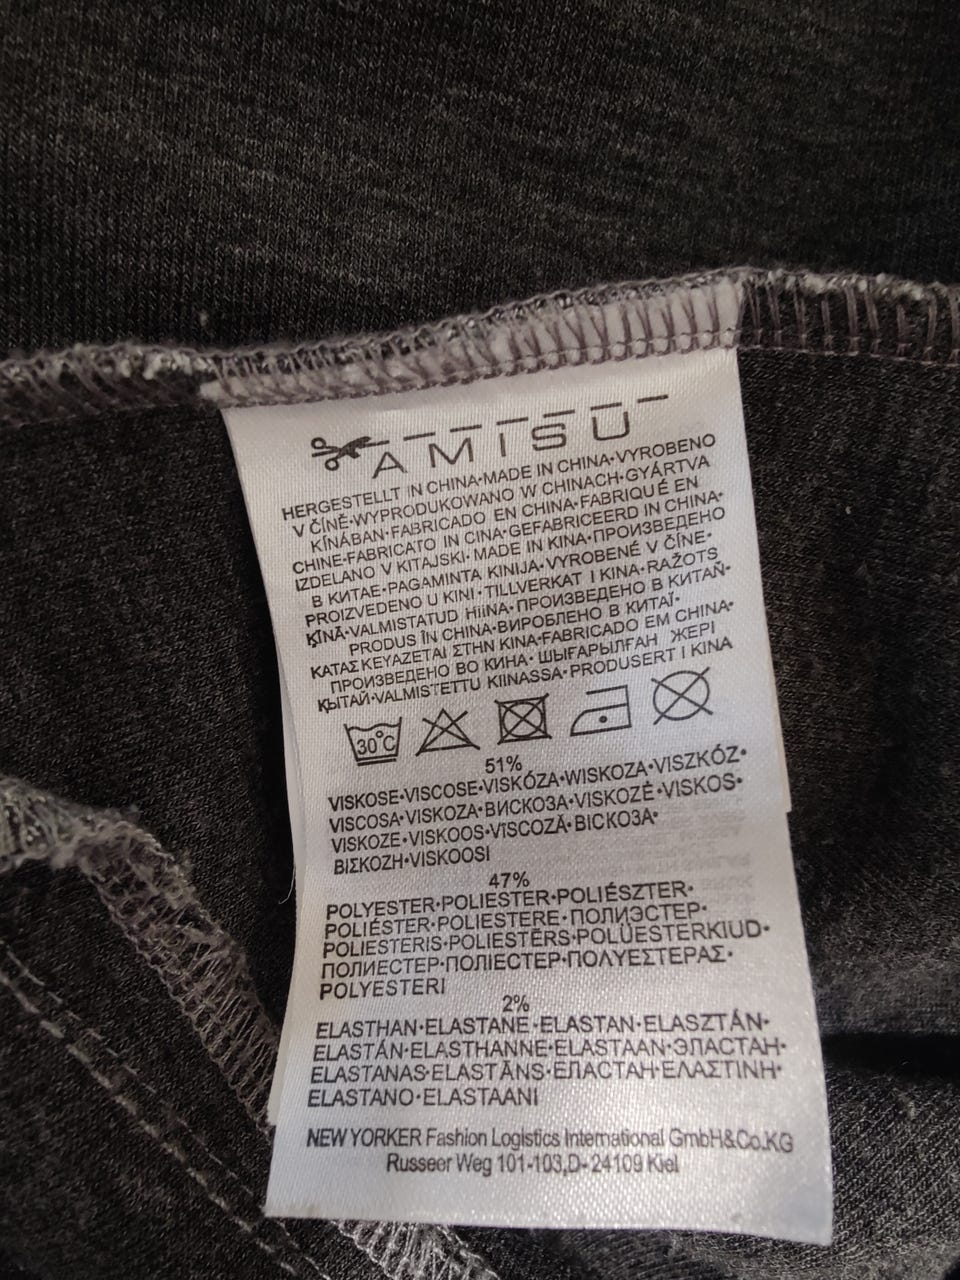 AMISU
HERGESTELLT IN CHINA•MADE IN CHINA•VYROBENO
V ČÍNĚ•WYPRODUKOWANO W CHINACH•GYÁRTVA
KÍNÁBAN•FABRICADO EN CHINA•FABRIQUÉ EN
CHINE•FABRICATO IN CINA•GEFABRICEERD IN CHINA•
IZDELANO V KITAJSKI•MADE IN KINA•ПРОИЗВЕДЕНО
В КИТАЕ•PAGAMINTA KINIJA•VYROBENÉ V ČÍNE•
PROIZVEDENO U KINI•TILLVERKAT I KINA•RAŽOTS
ĶĪNĀ•VALMISTATUD HIINA•ПРОИЗВЕДЕНО В КИТАЙ•
PRODUS ÎN CHINA•ВИРОБЛЕНО В КИТАЇ•
ΚΑΤΑΣΚΕΥΑΖΕΤΑΙ ΣΤΗΝ ΚΙΝΑ•FABRICADO EM CHINA•
ПРОИЗВЕДЕНО ВО КИНА•ШЫҒАРЫЛҒАН ЖЕРІ
ҚЫТАЙ•VALMISTETTU KIINASSA•PRODUSERT I KINA
30°C
51%
VISKOSE•VISCOSE•VISKÓZA•WISKOZA•VISZKÓZ•
VISCOSA•VISKOZA•ВИСКОЗА•VISKOZĖ•VISKOS•
VISKOZE•VISKOOS•VÎSCOZĂ•ВІСКОЗА•
ΒΙΣΚΟΖΗ•VISKOOSI
47%
POLYESTER•POLIESTER•POLIÉSZTER•
POLIÉSTER•POLIESTERE•ПОЛИЭСТЕР•
POLIESTERIS•POLIESTĒRS•POLÜESTERKIUD•
ПОЛИЕСТЕР•ПОЛІЕСТЕР•ΠΟΛΥΕΣΤΕΡΑΣ•
POLYESTERI
2%
ELASTHAN•ELASTANE•ELASTAN•ELASZTÁN•
ELASTÁN•ELASTHANNE•ELASTAAN•ЭЛАСТАН•
ELASTANAS•ELASTĀNS•ЕЛАСТАН•ΕΛΑΣΤΙΝΗ•
ELASTANO•ELASTAANI
NEW YORKER Fashion Logistics International GmbH&Co.KG
Russeer Weg 101-103,D-24109 Kiel